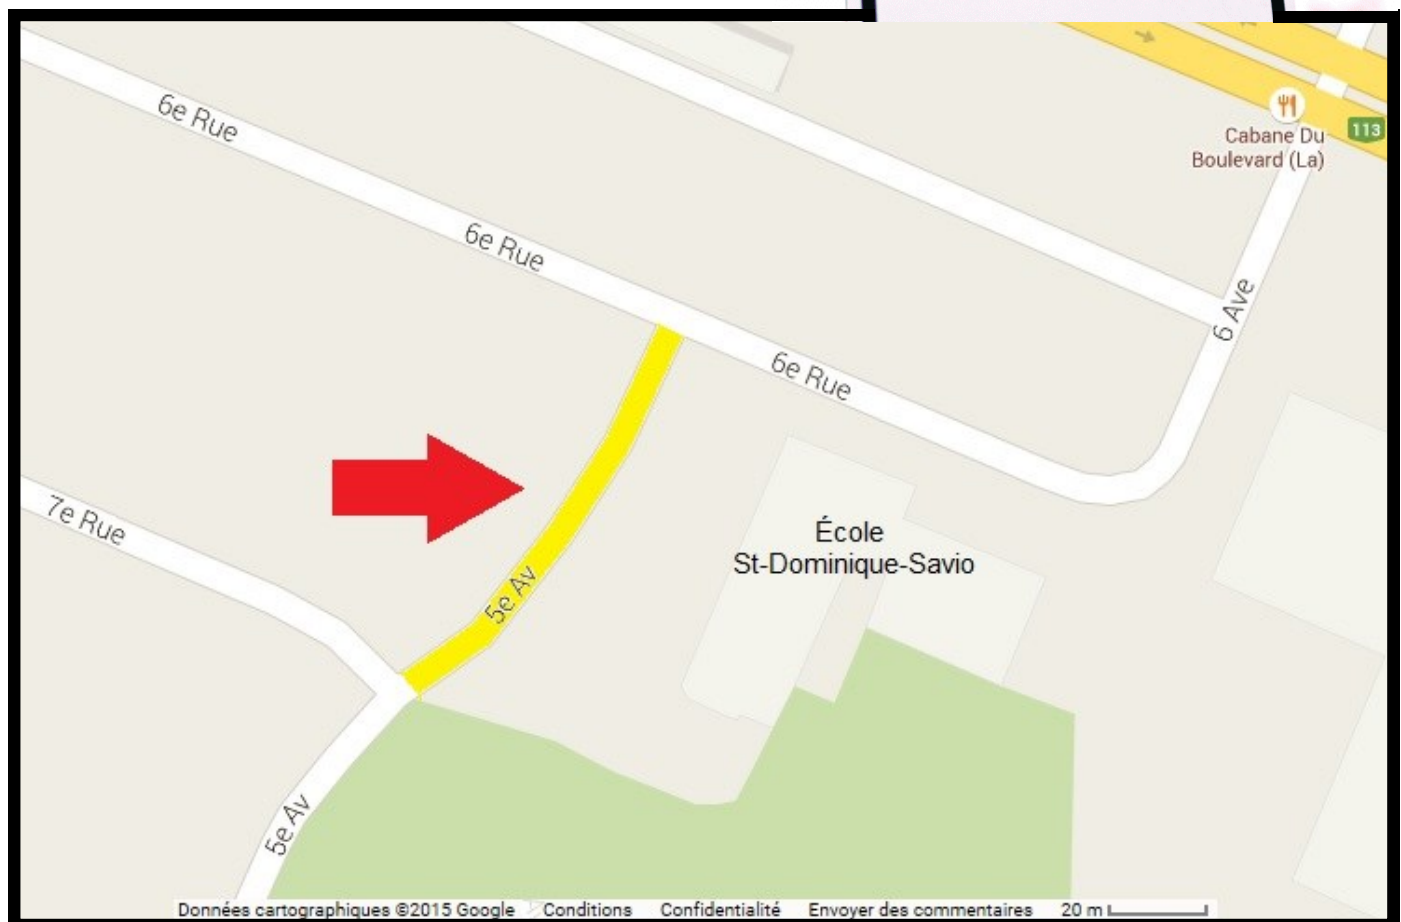 6e Rue
Cabane Du
Boulevard (La)
113
6e Rue
6 Ave
6e Rue
7e Rue
École
St-Dominique-Savio
5e Av
5e Av
Données cartographiques ©2015 Google Conditions Confidentialité Envoyer des commentaires 20 m